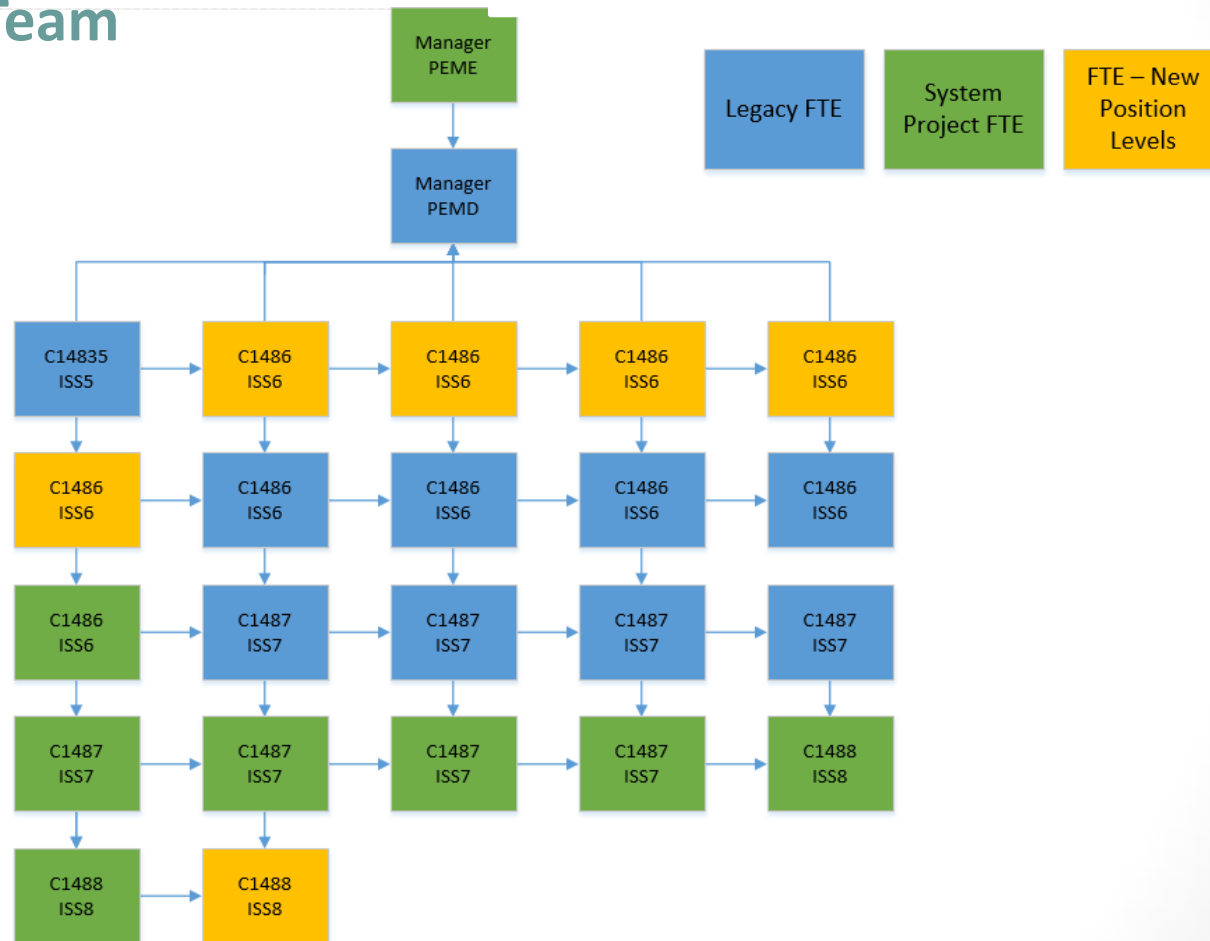 Team
Manager
PEME
Legacy FTE
System
Project FTE
FTE – New
Position
Levels
Manager
PEMD
C14835
ISS5
C1486
ISS6
C1486
ISS6
C1486
ISS6
C1486
ISS6
C1486
ISS6
C1486
ISS6
C1486
ISS6
C1486
ISS6
C1486
ISS6
C1486
ISS6
C1487
ISS7
C1487
ISS7
C1487
ISS7
C1487
ISS7
C1487
ISS7
C1487
ISS7
C1487
ISS7
C1487
ISS7
C1488
ISS8
C1488
ISS8
C1488
ISS8